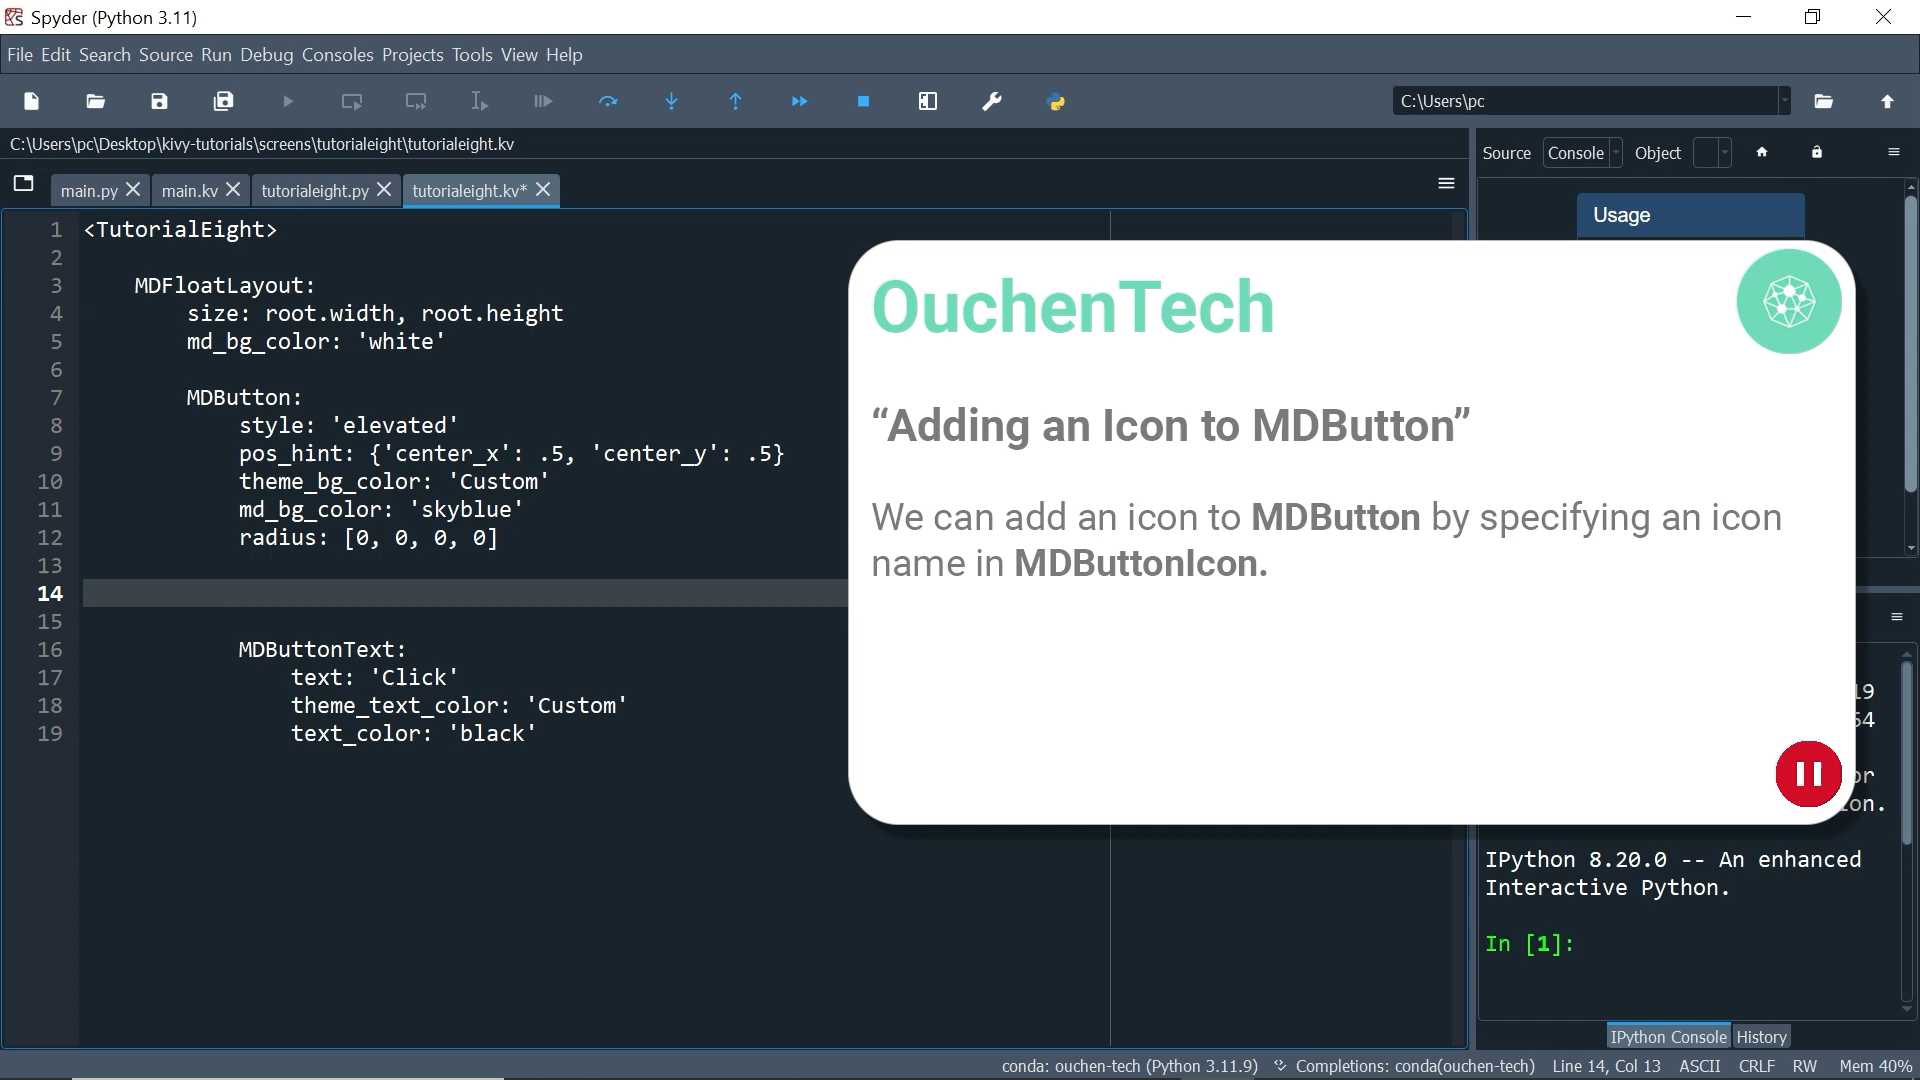 Spyder (Python 3.11)
File Edit Search Source Run Debug Consoles Projects Tools View Help
C:\Users\pc
C:\Users\pc\Desktop\kivy-tutorials\screens\tutorialeight\tutorialeight.kv
Source Console Object
main.py main.kv tutorialeight.py tutorialeight.kv*
Usage
1 <TutorialEight>
2
3 MDFloatLayout:
4 size: root.width, root.height
5 md_bg_color: 'white'
6
7 MDButton:
8 style: 'elevated'
9 pos_hint: {'center_x': .5, 'center_y': .5}
10 theme_bg_color: 'Custom'
11 md_bg_color: 'skyblue'
12 radius: [0, 0, 0, 0]
13
14
15
16 MDButtonText:
17 text: 'Click'
18 theme_text_color: 'Custom'
19 text_color: 'black'
OuchenTech
“Adding an Icon to MDButton”
We can add an icon to MDButton by specifying an icon
name in MDButtonIcon.
IPython 8.20.0 -- An enhanced
Interactive Python.
In [1]:
IPython Console History
conda: ouchen-tech (Python 3.11.9) Completions: conda(ouchen-tech) Line 14, Col 13 ASCII CRLF RW Mem 40%